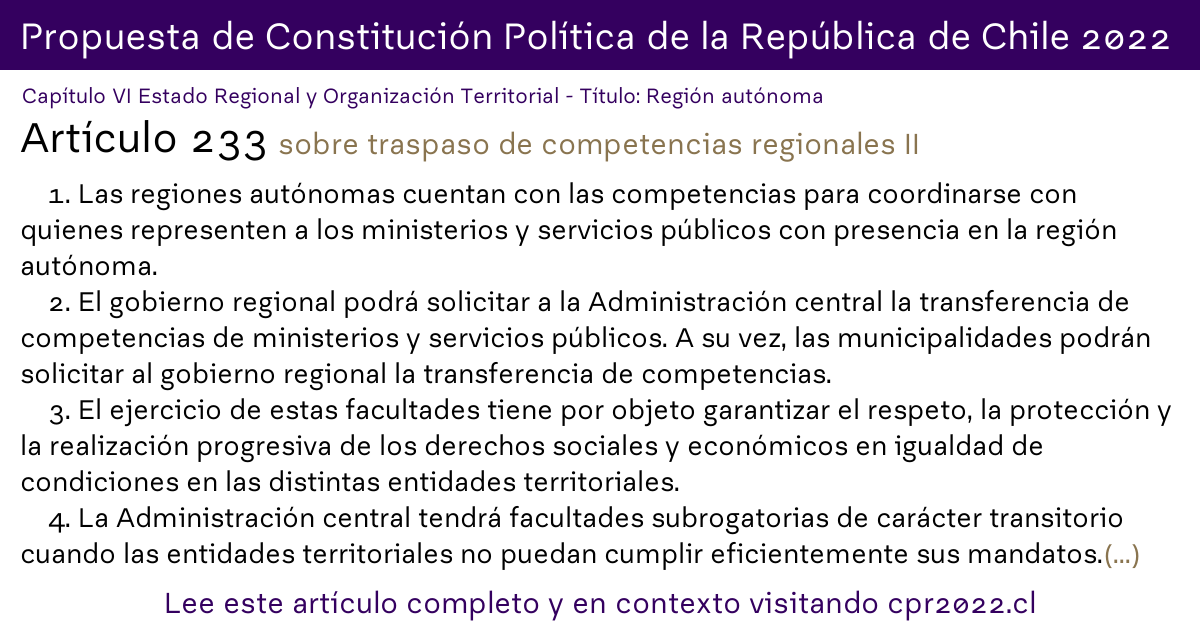 Propuesta de Constitución Política de la República de Chile 2022
Capítulo VI Estado Regional y Organización Territorial - Título: Región autónoma
Artículo 233 sobre traspaso de competencias regionales II
1. Las regiones autónomas cuentan con las competencias para coordinarse con
quienes representen a los ministerios y servicios públicos con presencia en la región
autónoma.
2. El gobierno regional podrá solicitar a la Administración central la transferencia de
competencias de ministerios y servicios públicos. A su vez, las municipalidades podrán
solicitar al gobierno regional la transferencia de competencias.
3. El ejercicio de estas facultades tiene por objeto garantizar el respeto, la protección y
la realización progresiva de los derechos sociales y económicos en igualdad de
condiciones en las distintas entidades territoriales.
4. La Administración central tendrá facultades subrogatorias de carácter transitorio
cuando las entidades territoriales no puedan cumplir eficientemente sus mandatos.(...)
Lee este artículo completo y en contexto visitando cpr2022.cl